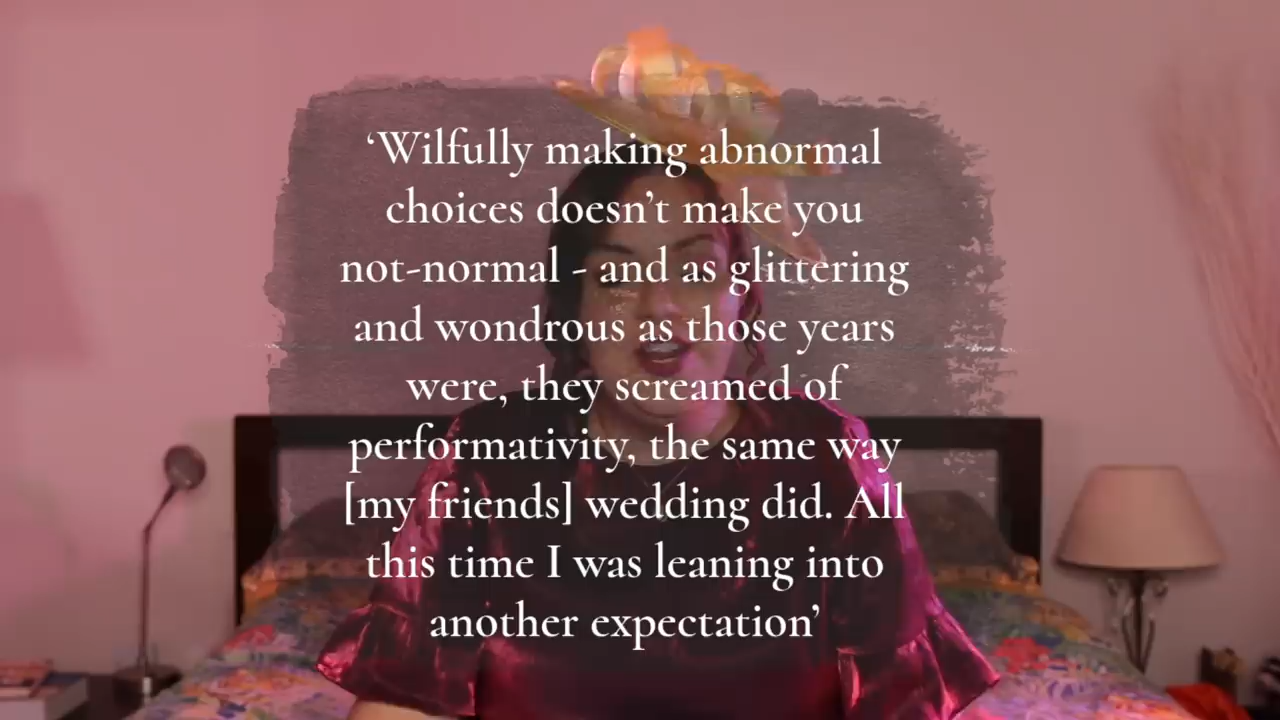 ‘Wilfully making abnormal
choices doesn’t make you
not-normal - and as glittering
and wondrous as those years
were, they screamed of
performativity, the same way
[my friends] wedding did. All
this time I was leaning into
another expectation’